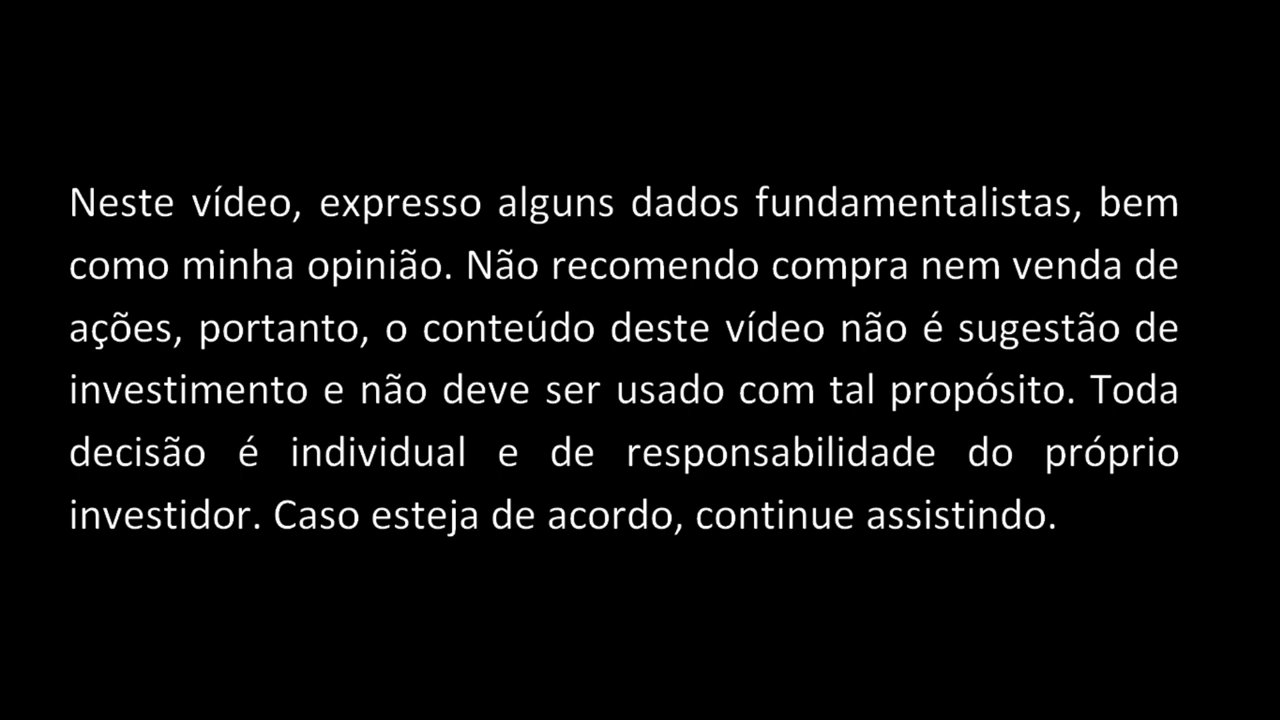 Neste vídeo, expresso alguns dados fundamentalistas, bem
como minha opinião. Não recomendo compra nem venda de
ações, portanto, o conteúdo deste vídeo não é sugestão de
investimento e não deve ser usado com tal propósito. Toda
decisão é individual e de responsabilidade do próprio
investidor. Caso esteja de acordo, continue assistindo.